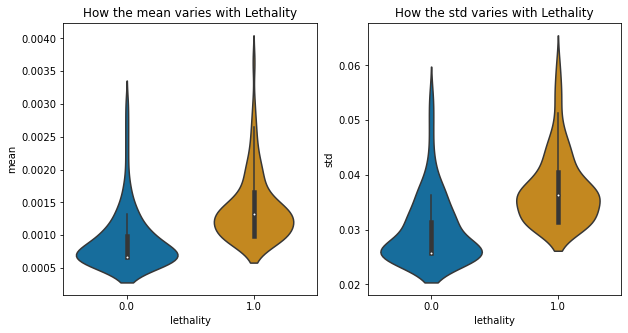 How the mean varies with Lethality
0.0040
0.0035
0.0030
0.0025
0.0020
0.0015
0.0010
0.0005
mean
0.0
1.0
lethality
How the std varies with Lethality
0.06
0.05
0.04
0.03
0.02
std
0.0
1.0
lethality